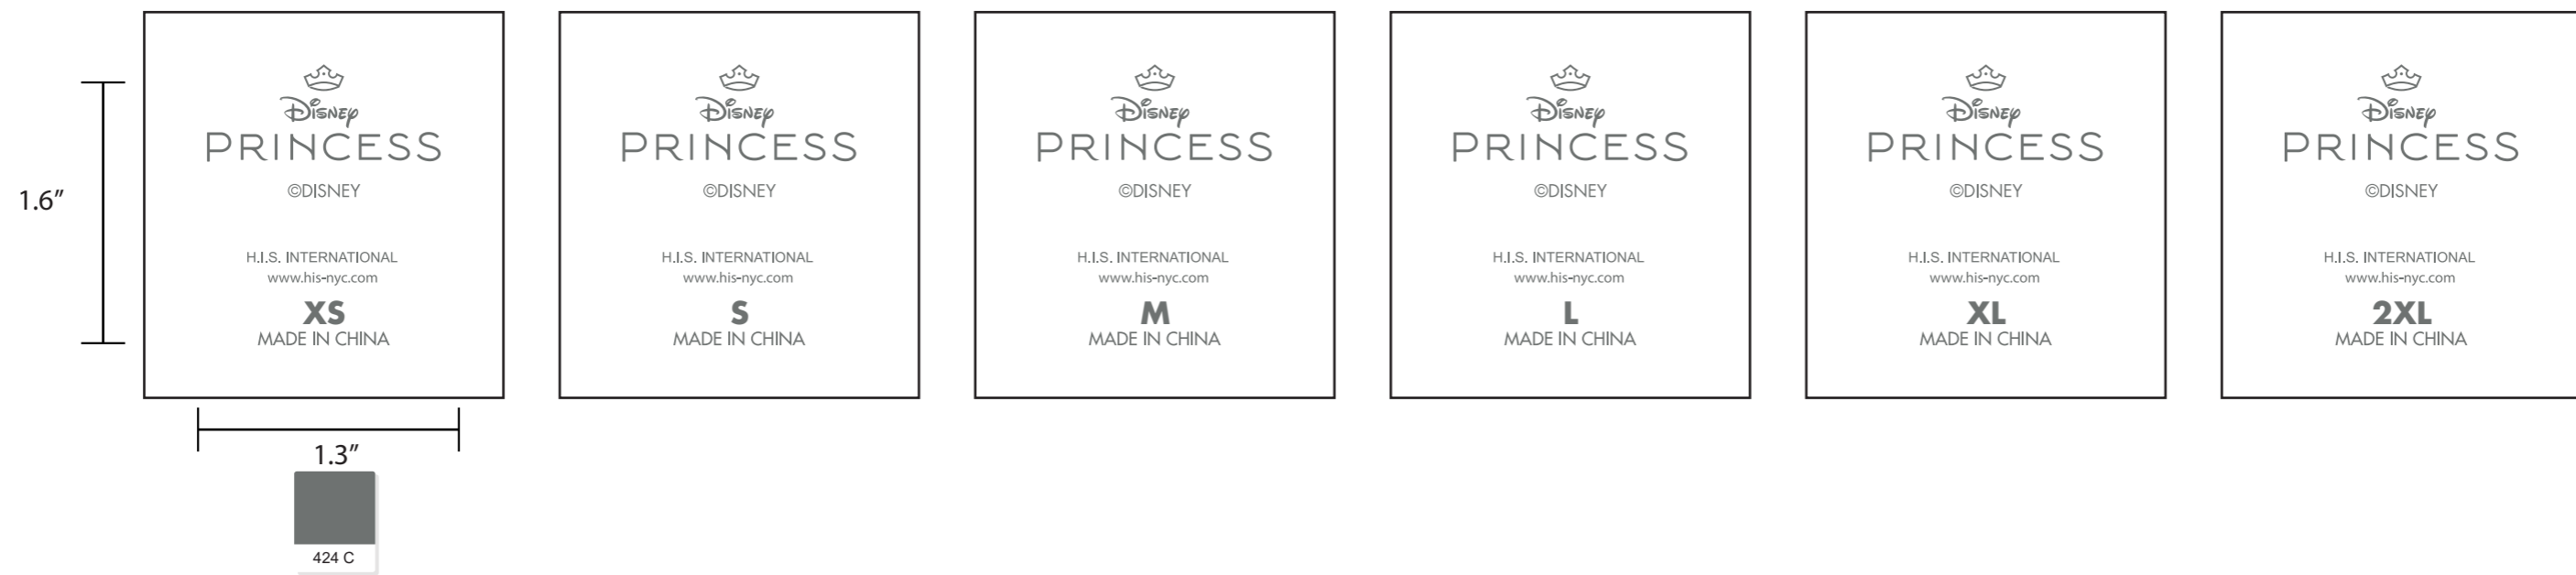 1.6”
Disney
PRINCESS
©DISNEY
H.I.S. INTERNATIONAL
www.his-nyc.com
XS
MADE IN CHINA
Disney
PRINCESS
©DISNEY
H.I.S. INTERNATIONAL
www.his-nyc.com
S
MADE IN CHINA
Disney
PRINCESS
©DISNEY
H.I.S. INTERNATIONAL
www.his-nyc.com
M
MADE IN CHINA
Disney
PRINCESS
©DISNEY
H.I.S. INTERNATIONAL
www.his-nyc.com
L
MADE IN CHINA
Disney
PRINCESS
©DISNEY
H.I.S. INTERNATIONAL
www.his-nyc.com
XL
MADE IN CHINA
Disney
PRINCESS
©DISNEY
H.I.S. INTERNATIONAL
www.his-nyc.com
2XL
MADE IN CHINA
1.3”
424 C